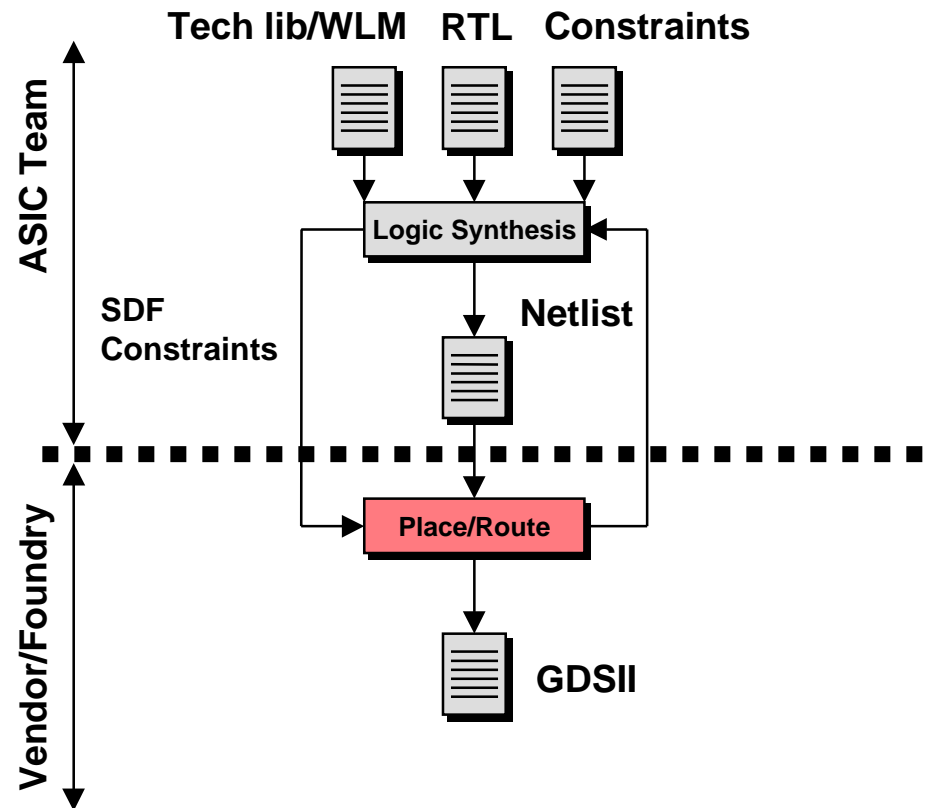 Tech lib/WLM RTL Constraints
ASIC Team
Logic Synthesis
SDF
Constraints
Netlist
Place/Route
Vendor/Foundry
GDSII